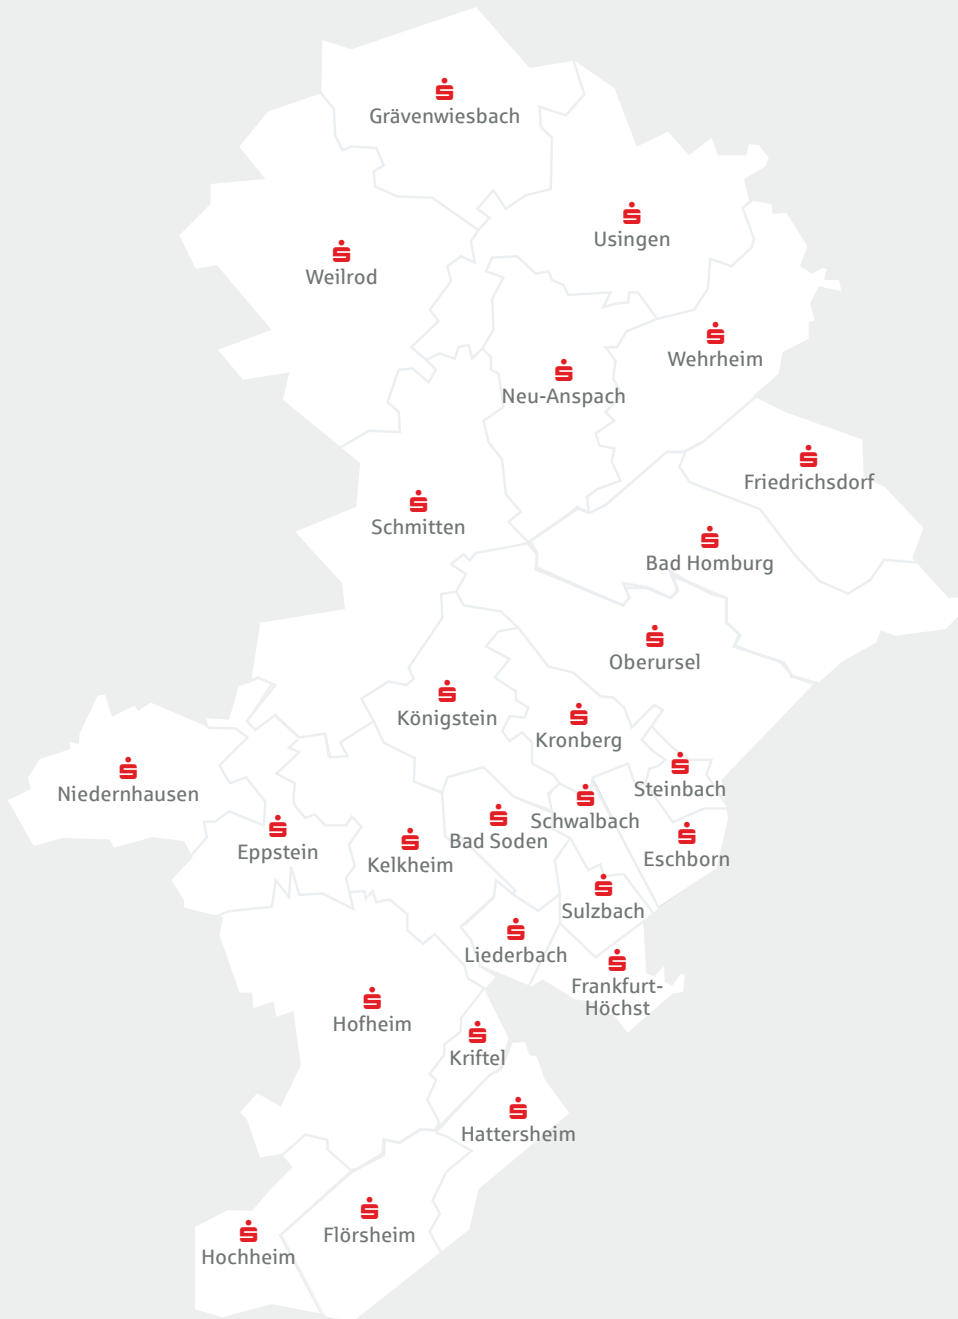 Grävenwiesbach
Usingen
Weilrod
Wehrheim
Neu-Anspach
Friedrichsdorf
Schmitten
Bad Homburg
Oberursel
Königstein
Kronberg
Niedernhausen
Steinbach
Schwalbach
Bad Soden
Eppstein
Eschborn
Kelkheim
Sulzbach
Liederbach
Frankfurt-
Höchst
Hofheim
Kriftel
Hattersheim
Flörsheim
Hochheim